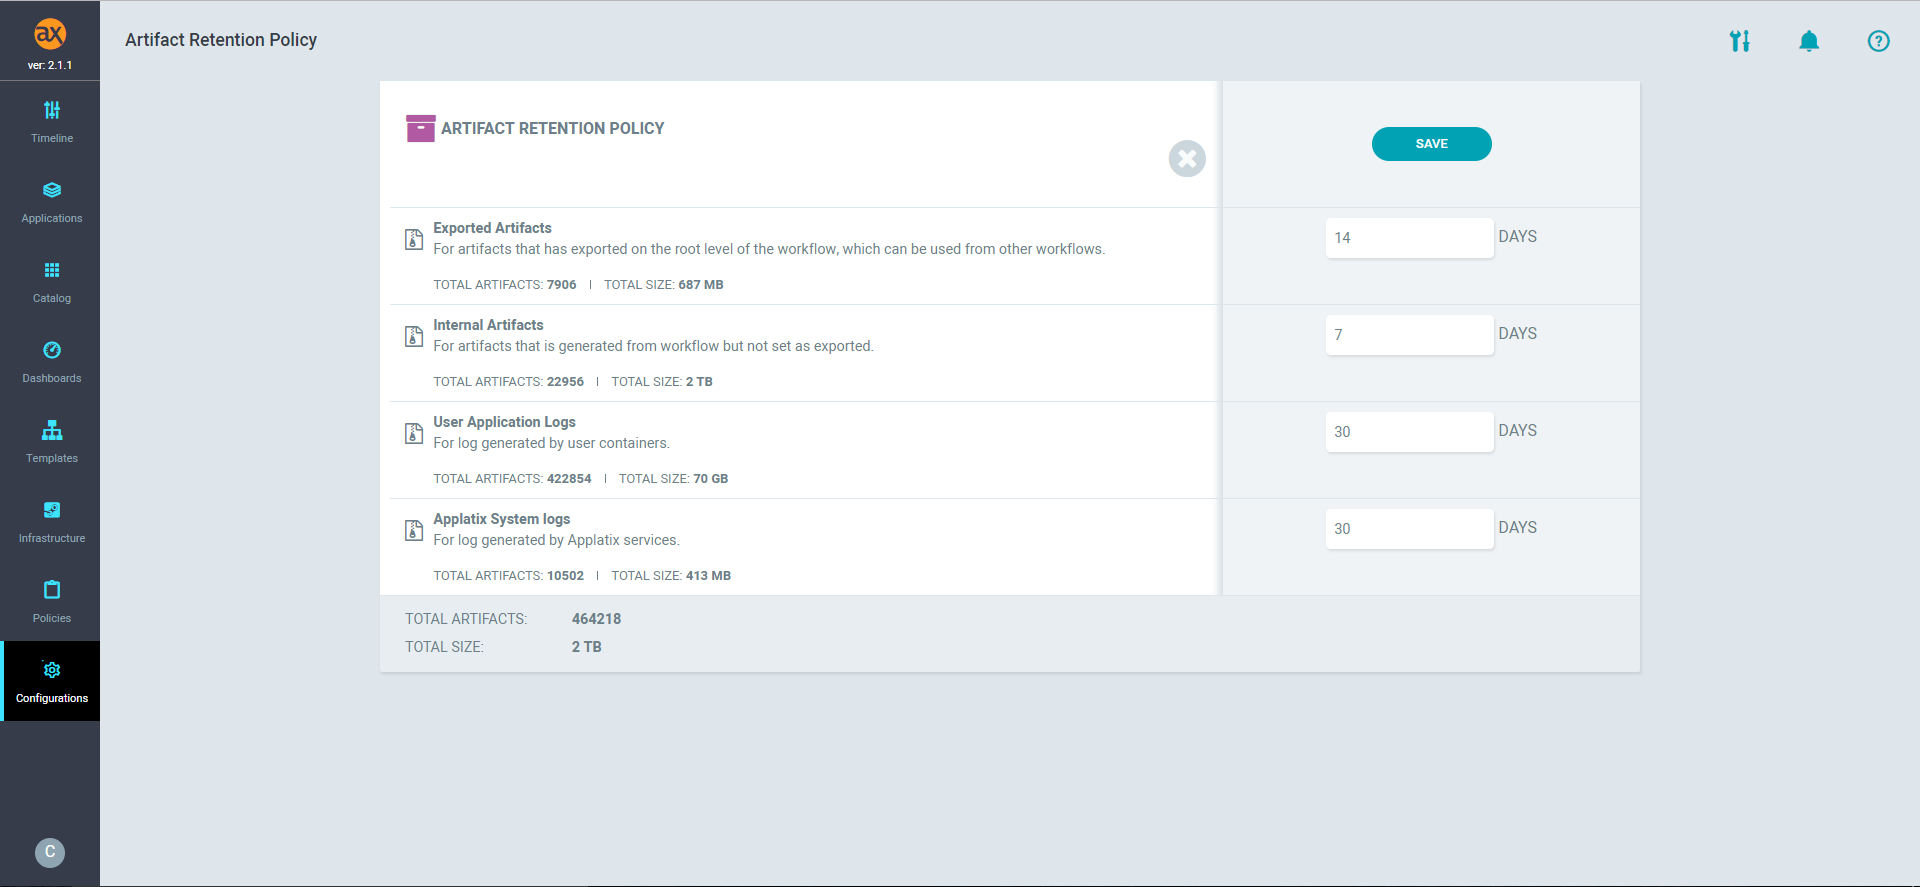 ax
ver: 2.1.1
Timeline
Applications
Catalog
Dashboards
Templates
Infrastructure
Policies
Configurations
C
Artifact Retention Policy
?
ARTIFACT RETENTION POLICY
SAVE
Exported Artifacts
For artifacts that has exported on the root level of the workflow, which can be used from other workflows.
TOTAL ARTIFACTS: 7906 | TOTAL SIZE: 687 MB
14 DAYS
Internal Artifacts
For artifacts that is generated from workflow but not set as exported.
TOTAL ARTIFACTS: 22956 | TOTAL SIZE: 2 TB
7 DAYS
User Application Logs
For log generated by user containers.
TOTAL ARTIFACTS: 422854 | TOTAL SIZE: 70 GB
30 DAYS
Applatix System logs
For log generated by Applatix services.
TOTAL ARTIFACTS: 10502 | TOTAL SIZE: 413 MB
30 DAYS
TOTAL ARTIFACTS: 464218
TOTAL SIZE: 2 TB